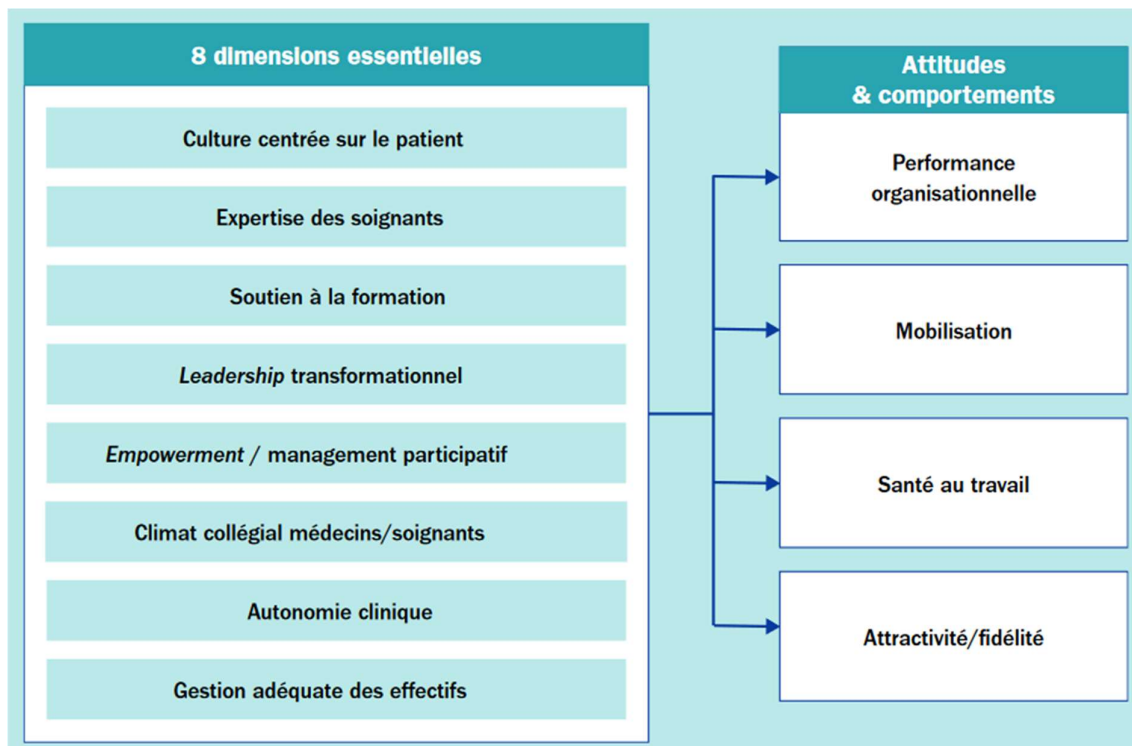 8 dimensions essentielles
Culture centrée sur le patient
Expertise des soignants
Soutien à la formation
Leadership transformationnel
Empowerment / management participatif
Climat collégial médecins/soignants
Autonomie clinique
Gestion adéquate des effectifs
Attitudes
& comportements
Performance
organisationnelle
Mobilisation
Santé au travail
Attractivité/fidélité